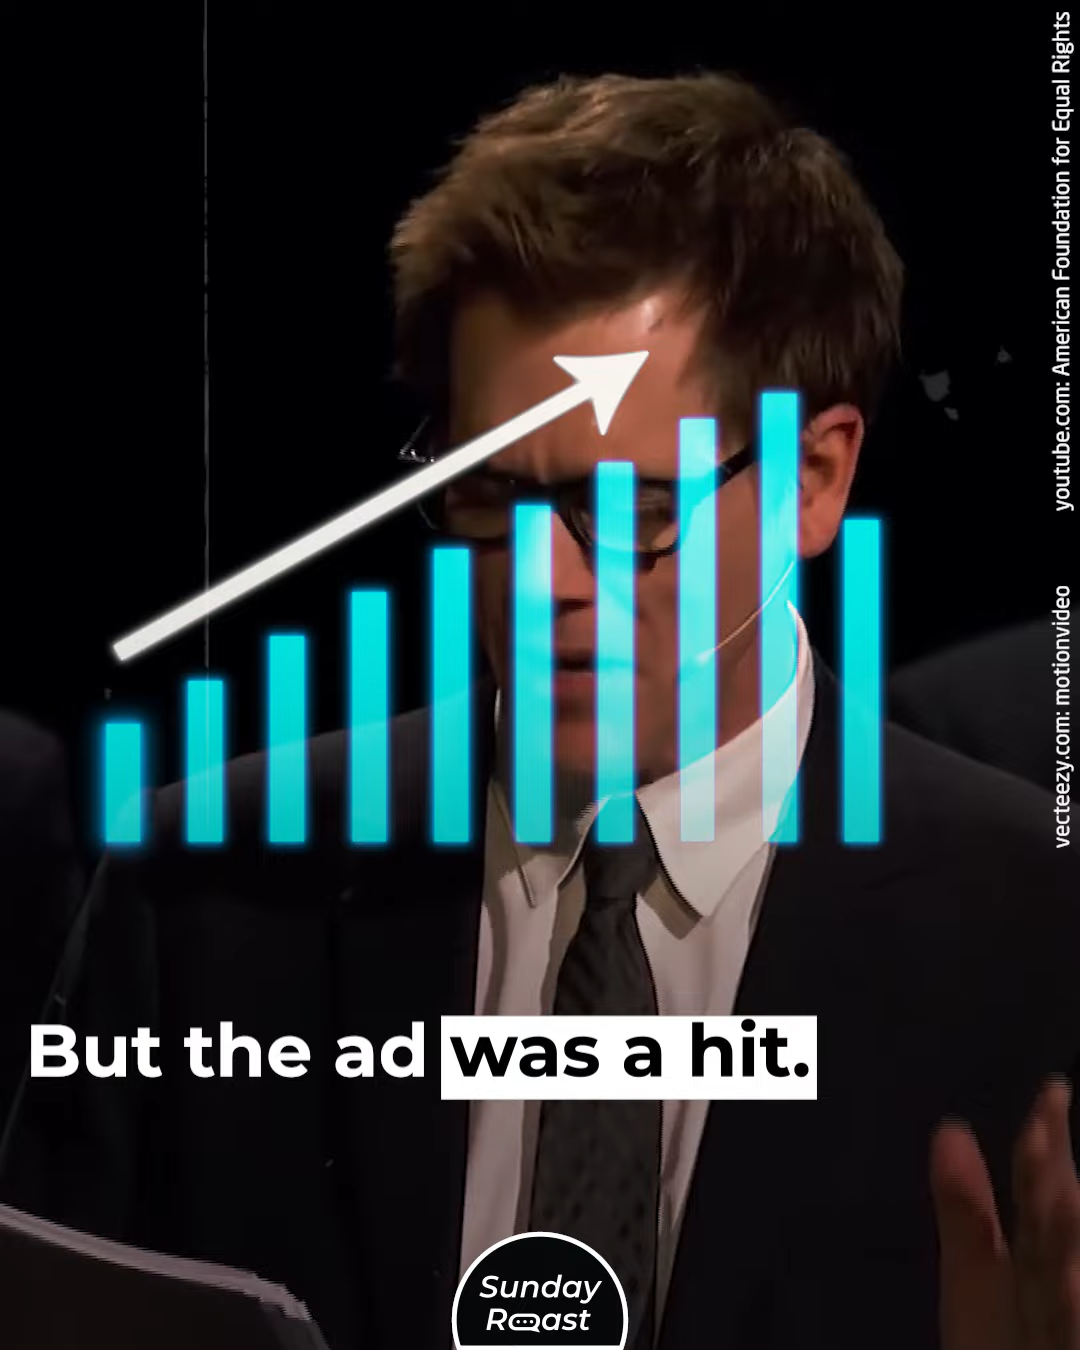 But the ad was a hit.
youtube.com: American Foundation for Equal Rights
vecteezy.com: motionvideo
Sunday
Roast